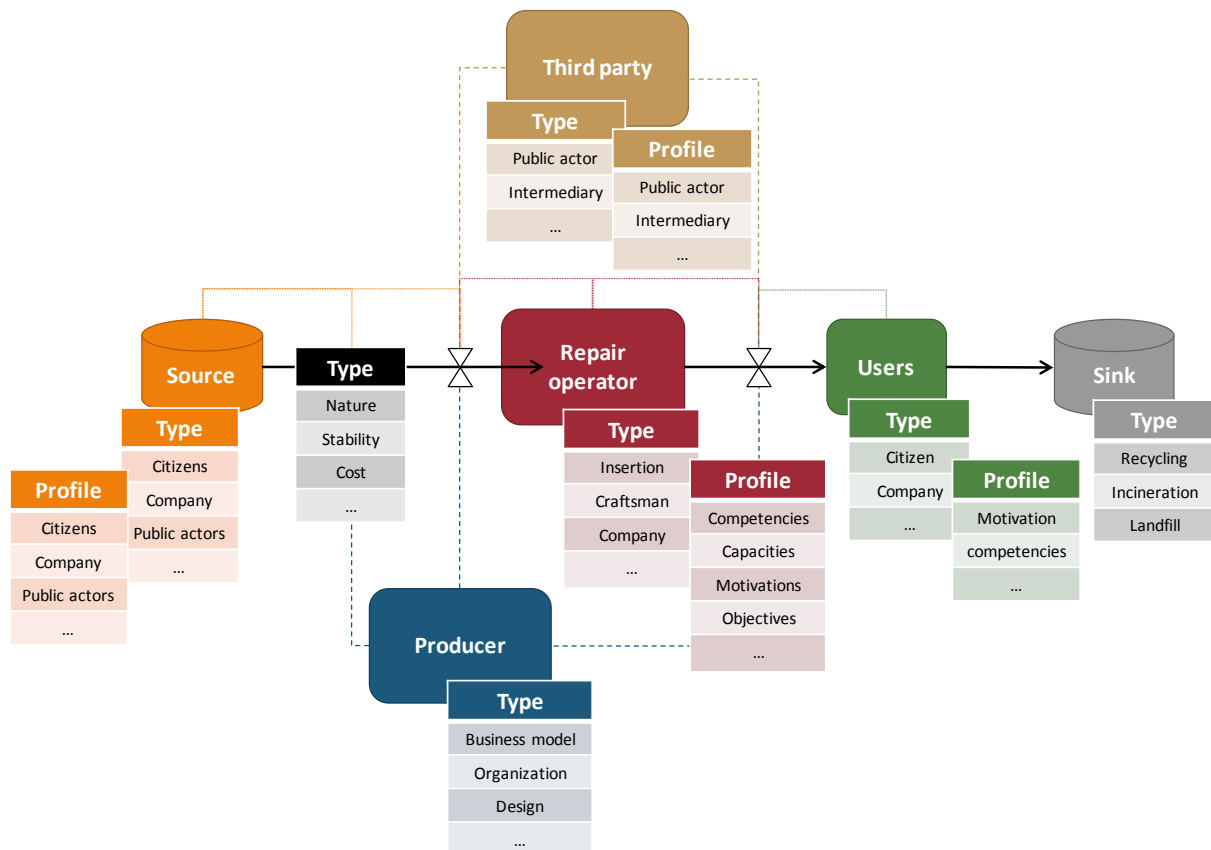 Third party
Type
Public actor
Intermediary
...
Profile
Public actor
Intermediary
...
Source
Type
Citizens
Company
Public actors
...
Profile
Citizens
Company
Public actors
...
Type
Nature
Stability
Cost
...
Repair
operator
Type
Insertion
Craftsman
Company
...
Profile
Competencies
Capacities
Motivations
Objectives
...
Users
Type
Citizen
Company
...
Profile
Motivation
competencies
...
Sink
Type
Recycling
Incineration
Landfill
Producer
Type
Business model
Organization
Design
...